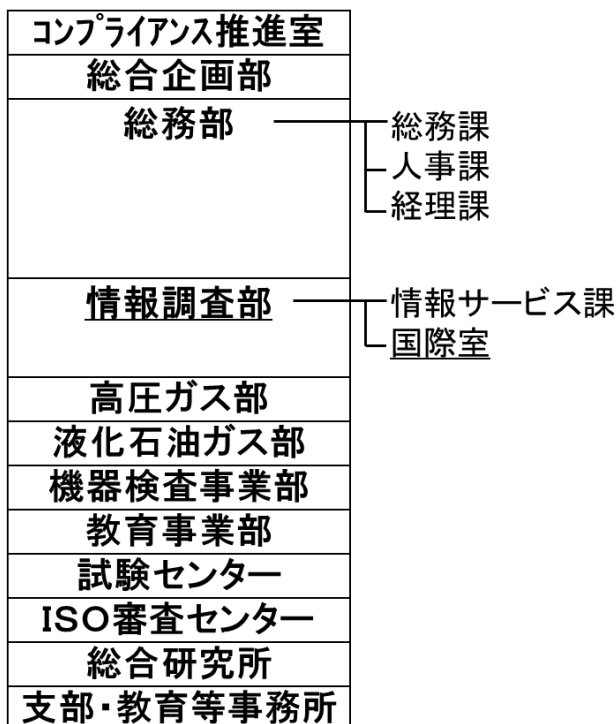 コンプライアンス推進室
総合企画部
総務部
総務課
人事課
経理課
情報調査部
情報サービス課
国際室
高圧ガス部
液化石油ガス部
機器検査事業部
教育事業部
試験センター
ISO審査センター
総合研究所
支部・教育等事務所